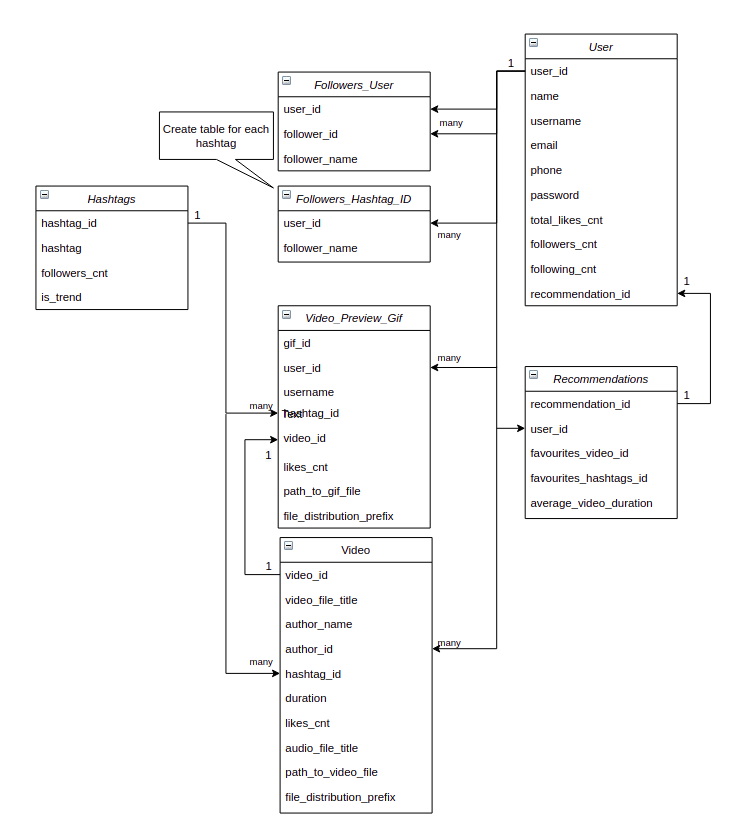 User
user_id
name
username
email
phone
password
total_likes_cnt
followers_cnt
following_cnt
recommendation_id
1
Followers_User
user_id
follower_id
follower_name
many
Create table for each
hashtag
Followers_Hashtag_ID
user_id
follower_name
many
Hashtags
hashtag_id
hashtag
followers_cnt
is_trend
1
Video_Preview_Gif
gif_id
user_id
username
hashtag_id
Text
video_id
likes_cnt
path_to_gif_file
file_distribution_prefix
many
many
1
Recommendations
recommendation_id
user_id
favourites_video_id
favourites_hashtags_id
average_video_duration
1
1
Video
video_id
video_file_title
author_name
author_id
hashtag_id
duration
likes_cnt
audio_file_title
path_to_video_file
file_distribution_prefix
1
many
many